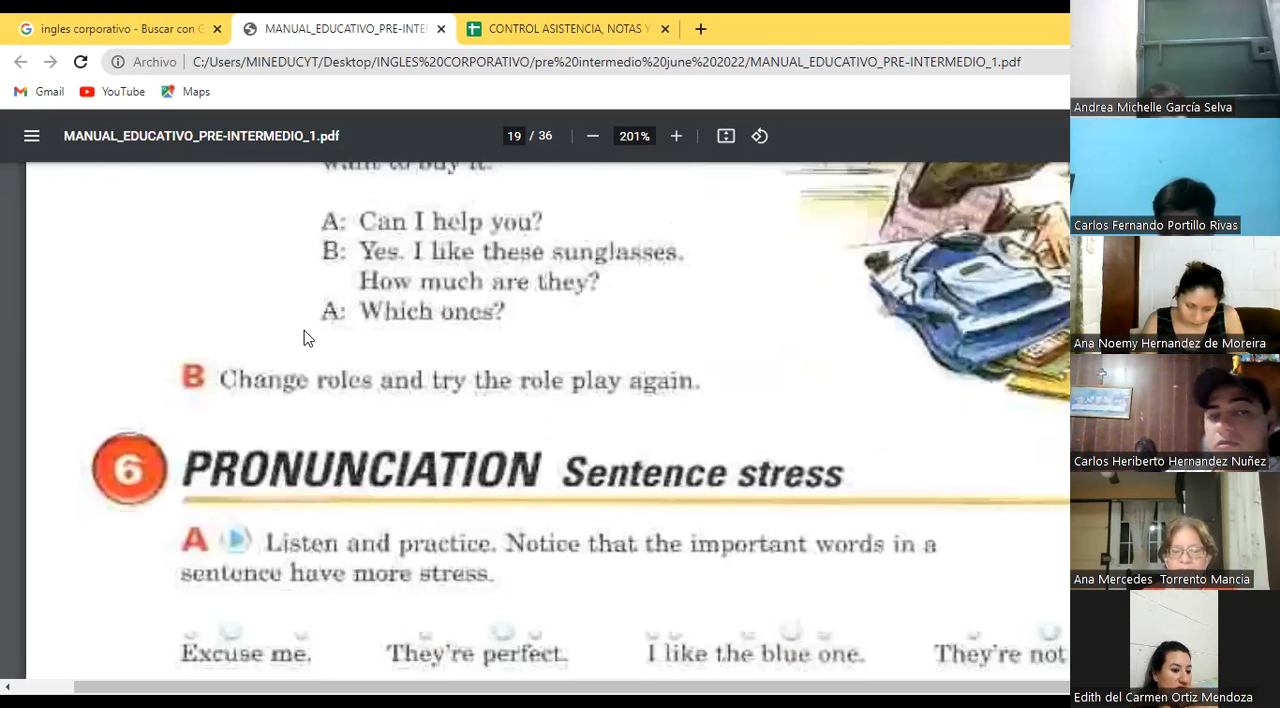 ingles corporativo - Buscar con G
MANUAL_EDUCATIVO_PRE-INTER
CONTROL ASISTENCIA, NOTAS Y
Archivo
C:/Users/MINEDUCYT/Desktop/INGLES%20CORPORATIVO/pre%20intermedio%20june%202022/MANUAL_EDUCATIVO_PRE-INTERMEDIO_1.pdf
Gmail
YouTube
Maps
MANUAL_EDUCATIVO_PRE-INTERMEDIO_1.pdf
19 / 36
201%
want to buy it.
A: Can I help you?
B: Yes. I like these sunglasses.
How much are they?
A: Which ones?
B Change roles and try the role play again.
6 PRONUNCIATION Sentence stress
A Listen and practice. Notice that the important words in a
sentence have more stress.
Excuse me. They're perfect. I like the blue one. They're not
Andrea Michelle García Selva
Carlos Fernando Portillo Rivas
Ana Noemy Hernandez de Moreira
Carlos Heriberto Hernandez Nuñez
Ana Mercedes Torrento Mancia
Edith del Carmen Ortiz Mendoza